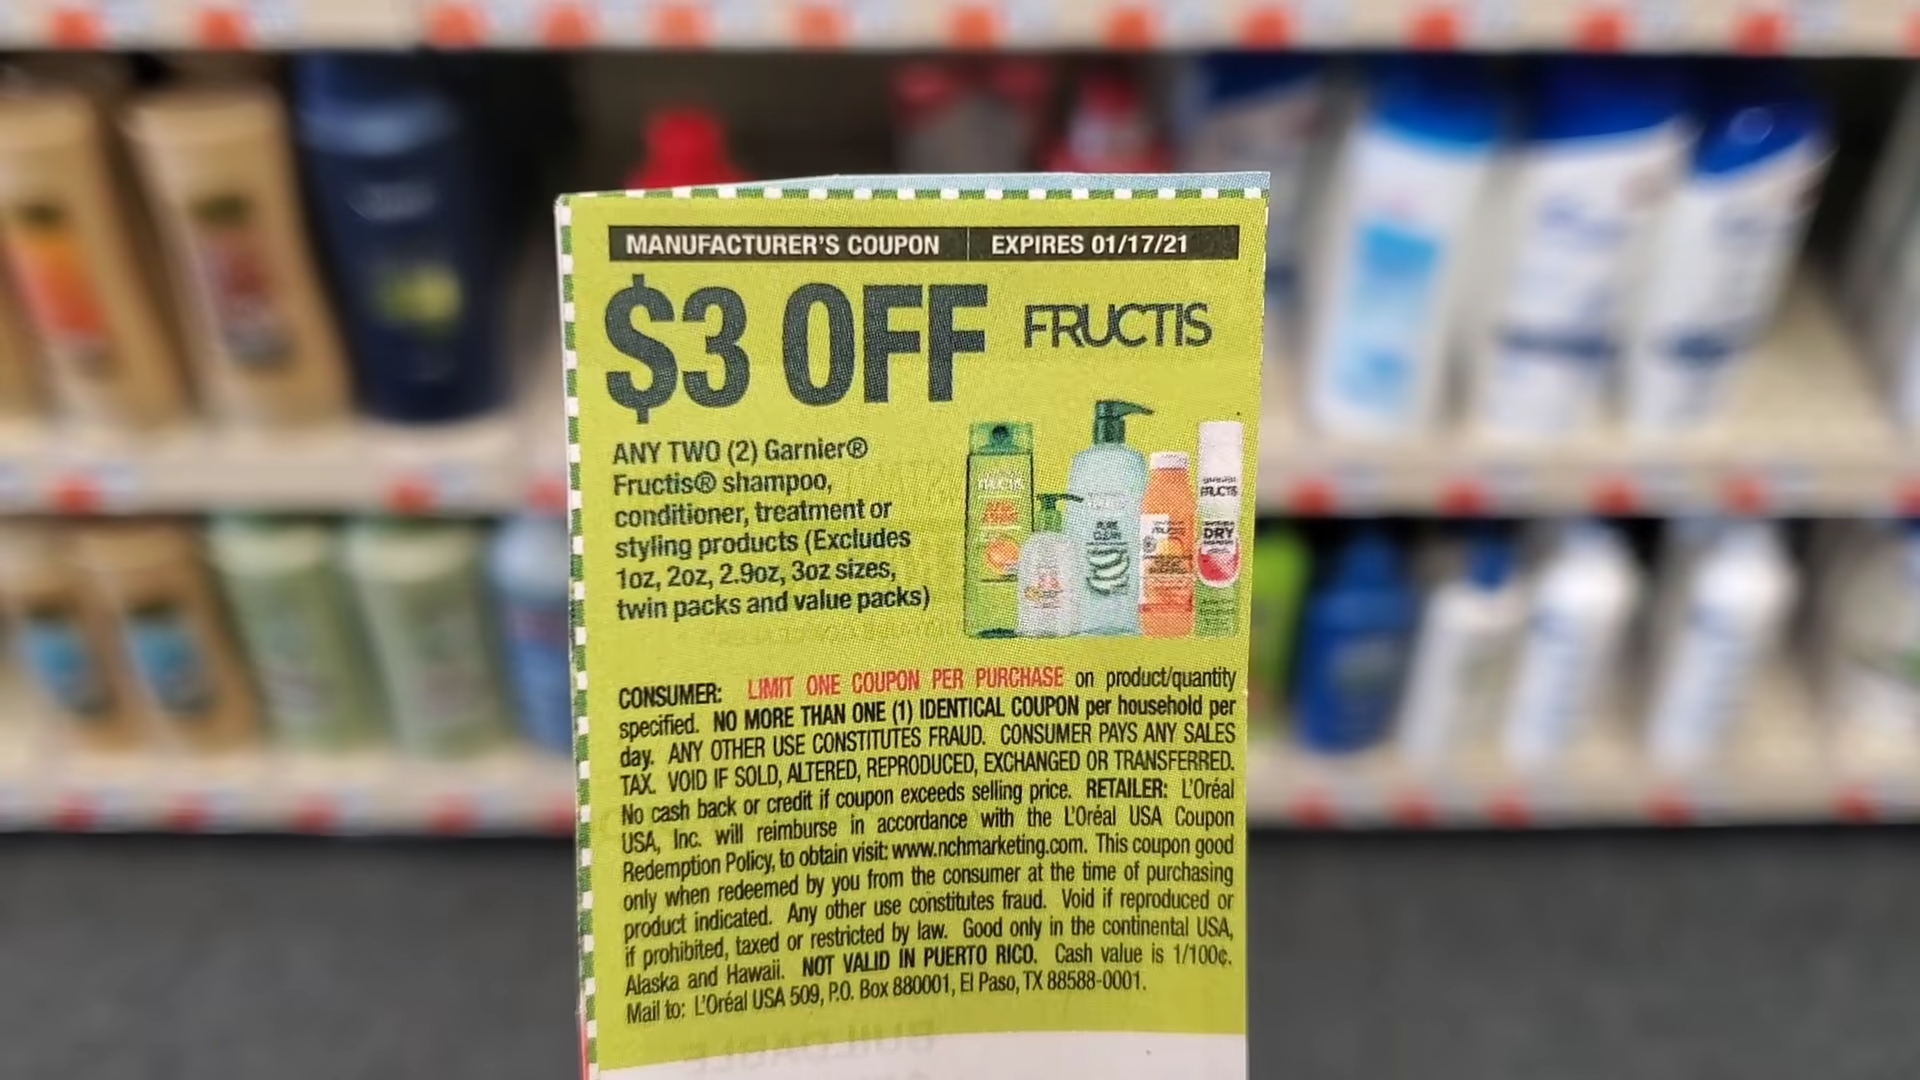 MANUFACTURER'S COUPON EXPIRES 01/17/21
$3 OFF FRUCTIS
ANY TWO (2) Garnier®
Fructis® shampoo,
conditioner, treatment or
styling products (Excludes
1oz, 2oz, 2.9oz, 3oz sizes,
twin packs and value packs)
PURE
CLEAN
FRUCTIS
DRY
CONSUMER: LIMIT ONE COUPON PER PURCHASE on product/quantity
specified. NO MORE THAN ONE (1) IDENTICAL COUPON per household per
day. ANY OTHER USE CONSTITUTES FRAUD. CONSUMER PAYS ANY SALES
TAX. VOID IF SOLD, ALTERED, REPRODUCED, EXCHANGED OR TRANSFERRED.
No cash back or credit if coupon exceeds selling price. RETAILER: L'Oréal
USA, Inc. will reimburse in accordance with the L'Oréal USA Coupon
Redemption Policy, to obtain visit: www.nchmarketing.com. This coupon good
only when redeemed by you from the consumer at the time of purchasing
product indicated. Any other use constitutes fraud. Void if reproduced or
if prohibited, taxed or restricted by law. Good only in the continental USA,
Alaska and Hawaii. NOT VALID IN PUERTO RICO. Cash value is 1/100¢.
Mail to: L'Oréal USA 509, P.O. Box 880001, El Paso, TX 88588-0001.